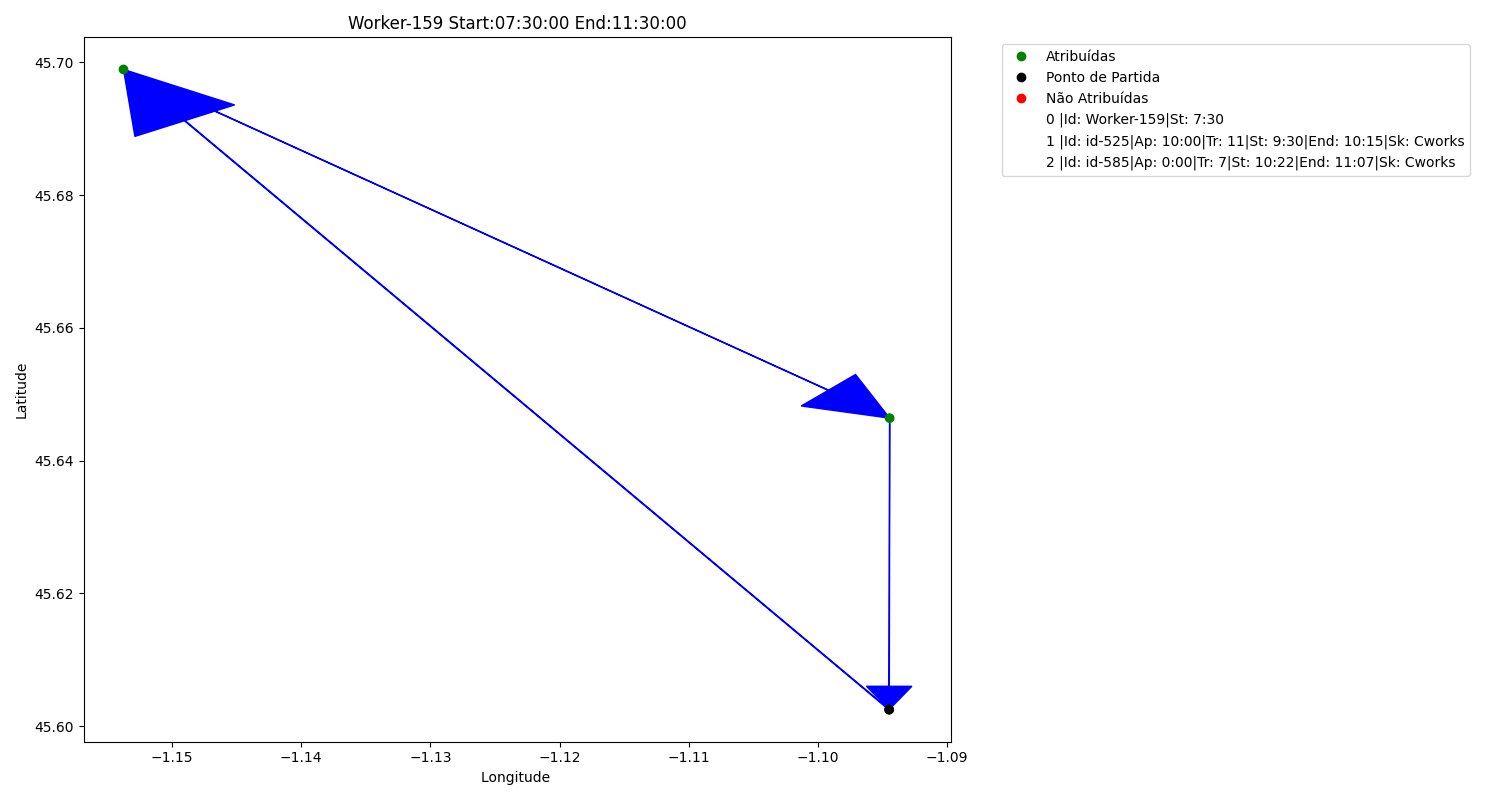 Worker-159 Start:07:30:00 End:11:30:00
45.70
45.68
45.66
45.64
45.62
45.60
Latitude
−1.15
−1.14
−1.13
−1.12
−1.11
−1.10
−1.09
Longitude
Atribuídas
Ponto de Partida
Não Atribuídas
0 |Id: Worker-159|St: 7:30
1 |Id: id-525|Ap: 10:00|Tr: 11|St: 9:30|End: 10:15|Sk: Cworks
2 |Id: id-585|Ap: 0:00|Tr: 7|St: 10:22|End: 11:07|Sk: Cworks